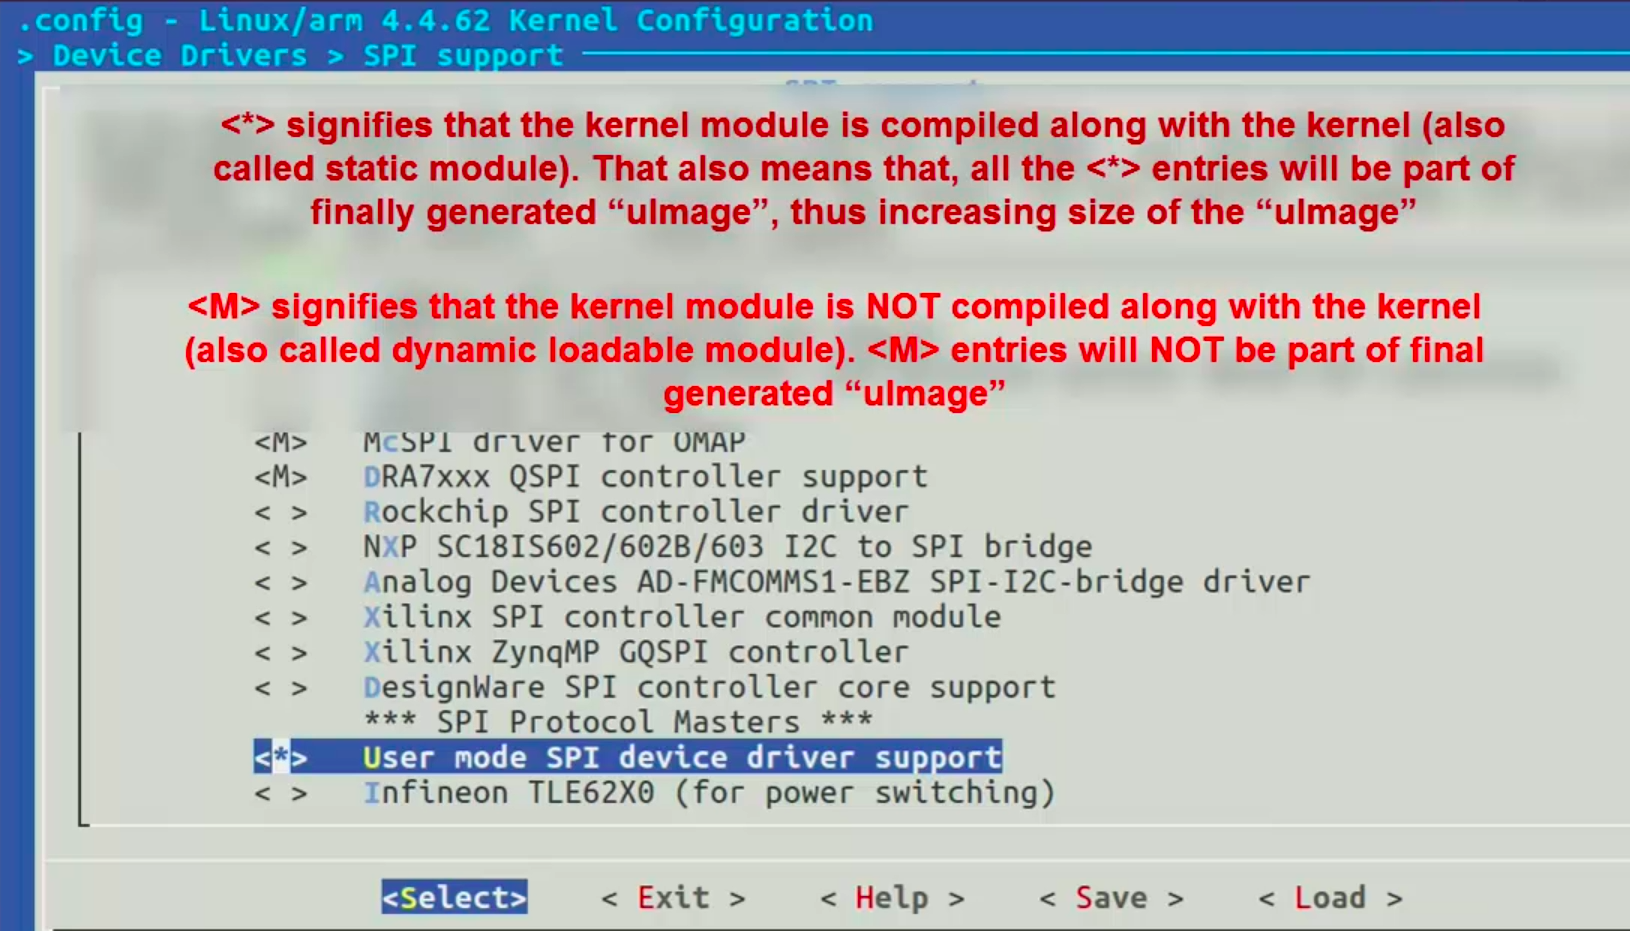 .config - Linux/arm 4.4.62 Kernel Configuration
> Device Drivers > SPI support
<*> signifies that the kernel module is compiled along with the kernel (also
called static module). That also means that, all the <*> entries will be part of
finally generated “uImage”, thus increasing size of the “uImage”
<M> signifies that the kernel module is NOT compiled along with the kernel
(also called dynamic loadable module). <M> entries will NOT be part of final
generated “uImage”
<M> McSPI driver for OMAP
<M> DRA7xxx QSPI controller support
< > Rockchip SPI controller driver
< > NXP SC18IS602/602B/603 I2C to SPI bridge
< > Analog Devices AD-FMCOMMS1-EBZ SPI-I2C-bridge driver
< > Xilinx SPI controller common module
< > Xilinx ZynqMP GQSPI controller
< > DesignWare SPI controller core support
*** SPI Protocol Masters ***
<*> User mode SPI device driver support
< > Infineon TLE62X0 (for power switching)
<Select> < Exit > < Help > < Save > < Load >